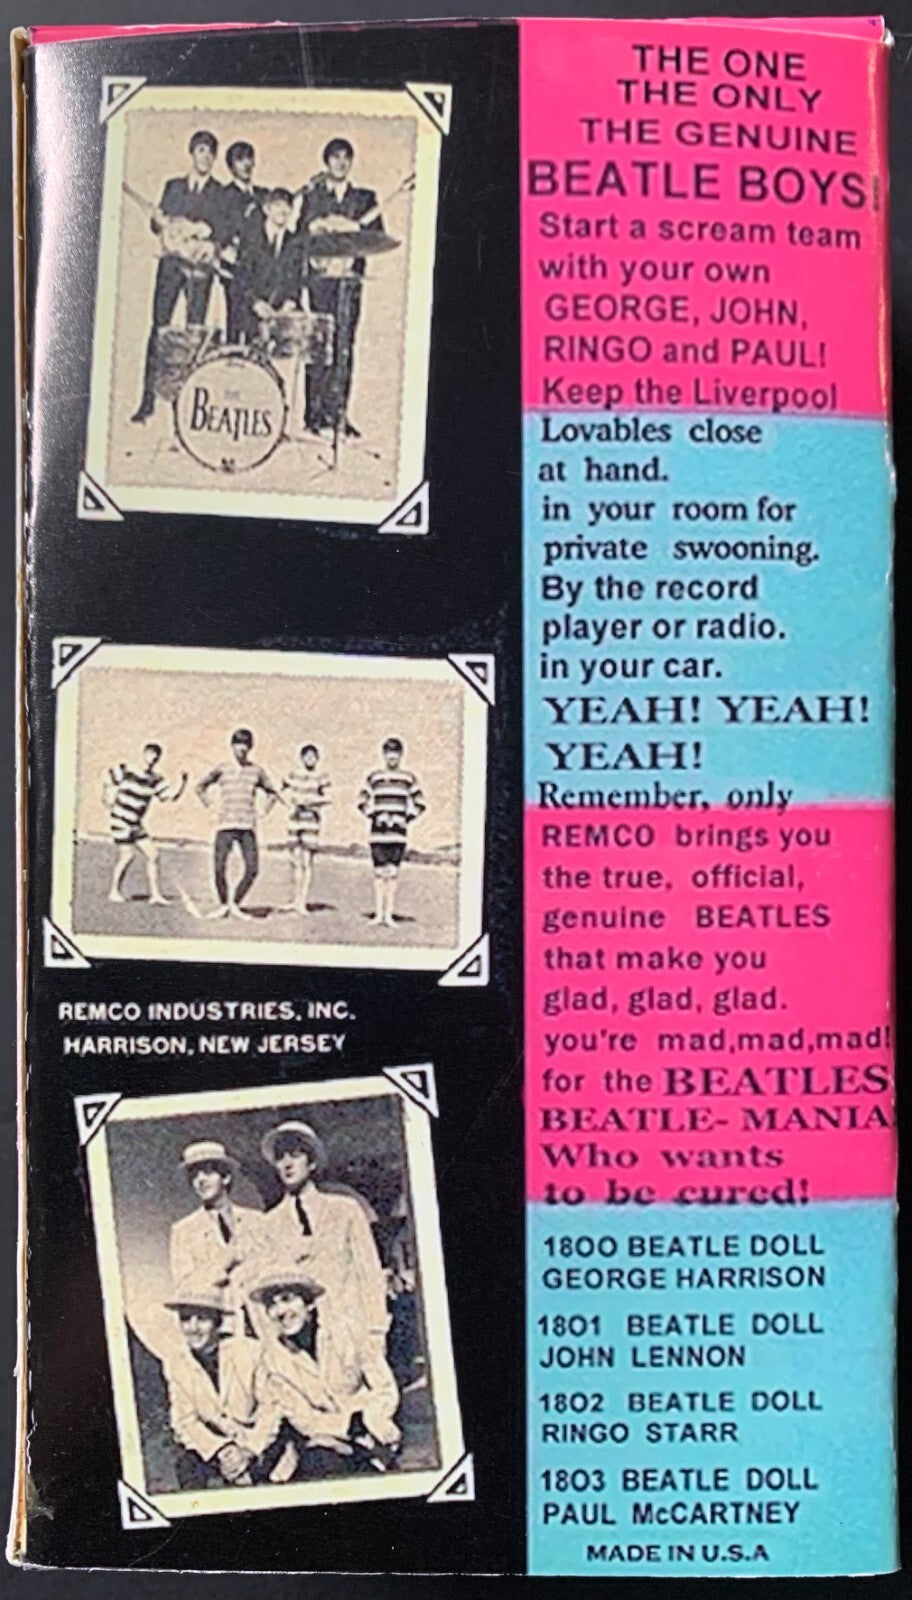 THE ONE
THE ONLY
THE GENUINE
BEATLE BOYS
Start a scream team
with your own
GEORGE, JOHN,
RINGO and PAUL!
Keep the Liverpool
Lovables close
at hand.
in your room for
private swooning.
By the record
player or radio.
in your car.
YEAH! YEAH!
YEAH!
Remember, only
REMCO brings you
the true, official,
genuine BEATLES
that make you
glad, glad, glad.
you're mad,mad,mad!
for the BEATLES
BEATLE-MANIA
Who wants
to be cured!
1800 BEATLE DOLL
GEORGE HARRISON
1801 BEATLE DOLL
JOHN LENNON
1802 BEATLE DOLL
RINGO STARR
1803 BEATLE DOLL
PAUL McCARTNEY
MADE IN U.S.A
THE
BEATLES
REMCO INDUSTRIES, INC.
HARRISON, NEW JERSEY